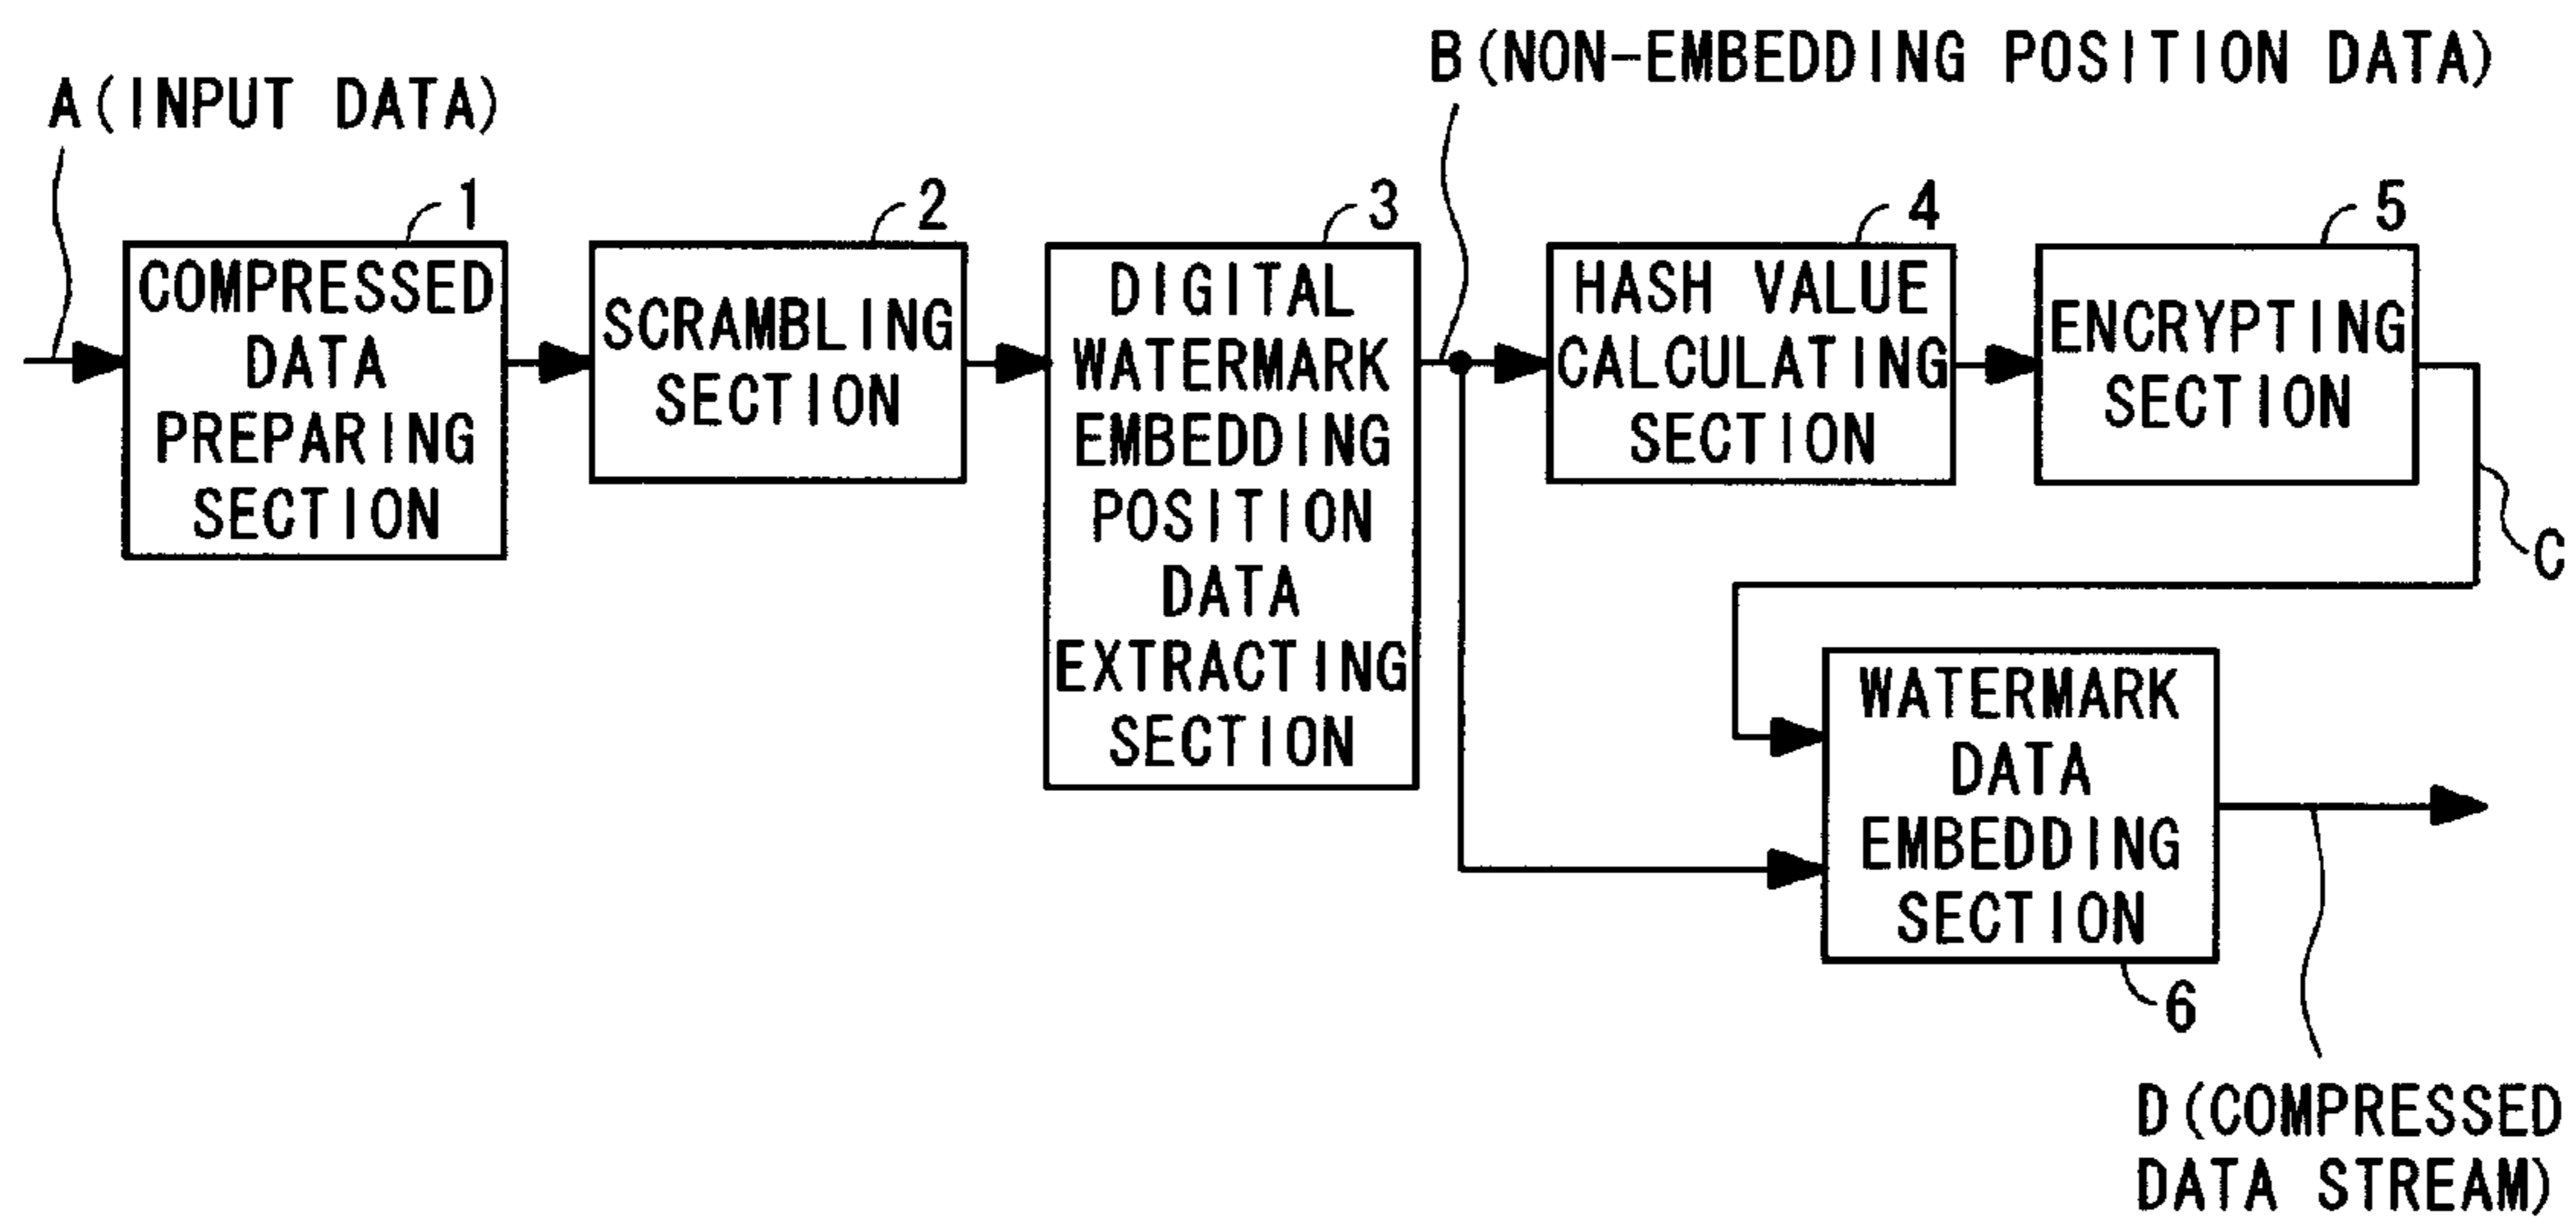 B(NON-EMBEDDING POSITION DATA)
A(INPUT DATA)
1
2
3
4
5
COMPRESSED
DATA
PREPARING
SECTION
SCRAMBLING
SECTION
DIGITAL
WATERMARK
EMBEDDING
POSITION
DATA
EXTRACTING
SECTION
HASH VALUE
CALCULATING
SECTION
ENCRYPTING
SECTION
C
WATERMARK
DATA
EMBEDDING
SECTION
6
D(COMPRESSED
DATA STREAM)